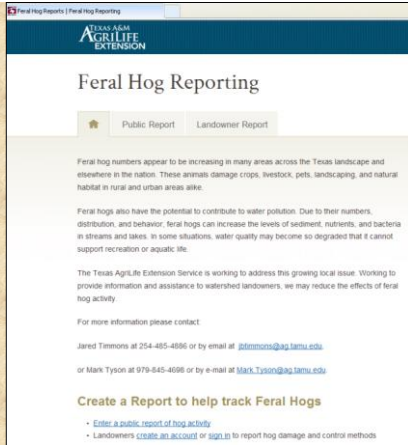 Feral Hog Reports | Feral Hog Reporting
TEXAS A&M
AGRILIFE
EXTENSION
Feral Hog Reporting
Public Report Landowner Report
Feral hog numbers appear to be increasing in many areas across the Texas landscape and
elsewhere in the nation. These animals damage crops, livestock, pets, landscaping, and natural
habitat in rural and urban areas alike.
Feral hogs also have the potential to contribute to water pollution. Due to their numbers,
distribution, and behavior, feral hogs can increase the levels of sediment, nutrients, and bacteria
in streams and lakes. In some situations, water quality may become so degraded that it cannot
support recreation or aquatic life.
The Texas AgriLife Extension Service is working to address this growing local issue. Working to
provide information and assistance to watershed landowners, we may reduce the effects of feral
hog activity.
For more information please contact:
Jared Timmons at 254-485-4886 or by email at jbtimmons@ag.tamu.edu.
or Mark Tyson at 979-845-4698 or by e-mail at Mark.Tyson@ag.tamu.edu.
Create a Report to help track Feral Hogs
• Enter a public report of hog activity
• Landowners create an account or sign in to report hog damage and control methods